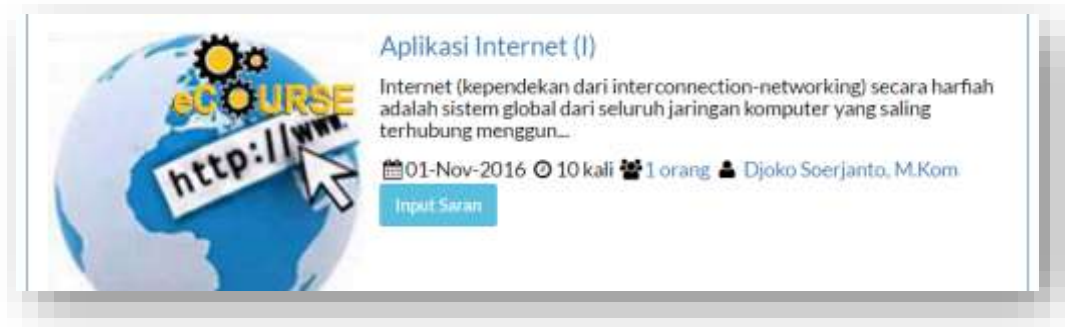 eCOURSE
http://www.
Aplikasi Internet (I)
Internet (kependekan dari interconnection-networking) secara harfiah
adalah sistem global dari seluruh jaringan komputer yang saling
terhubung menggun...
01-Nov-2016 10 kali 1 orang Djoko Soerjanto, M.Kom
Input Saran